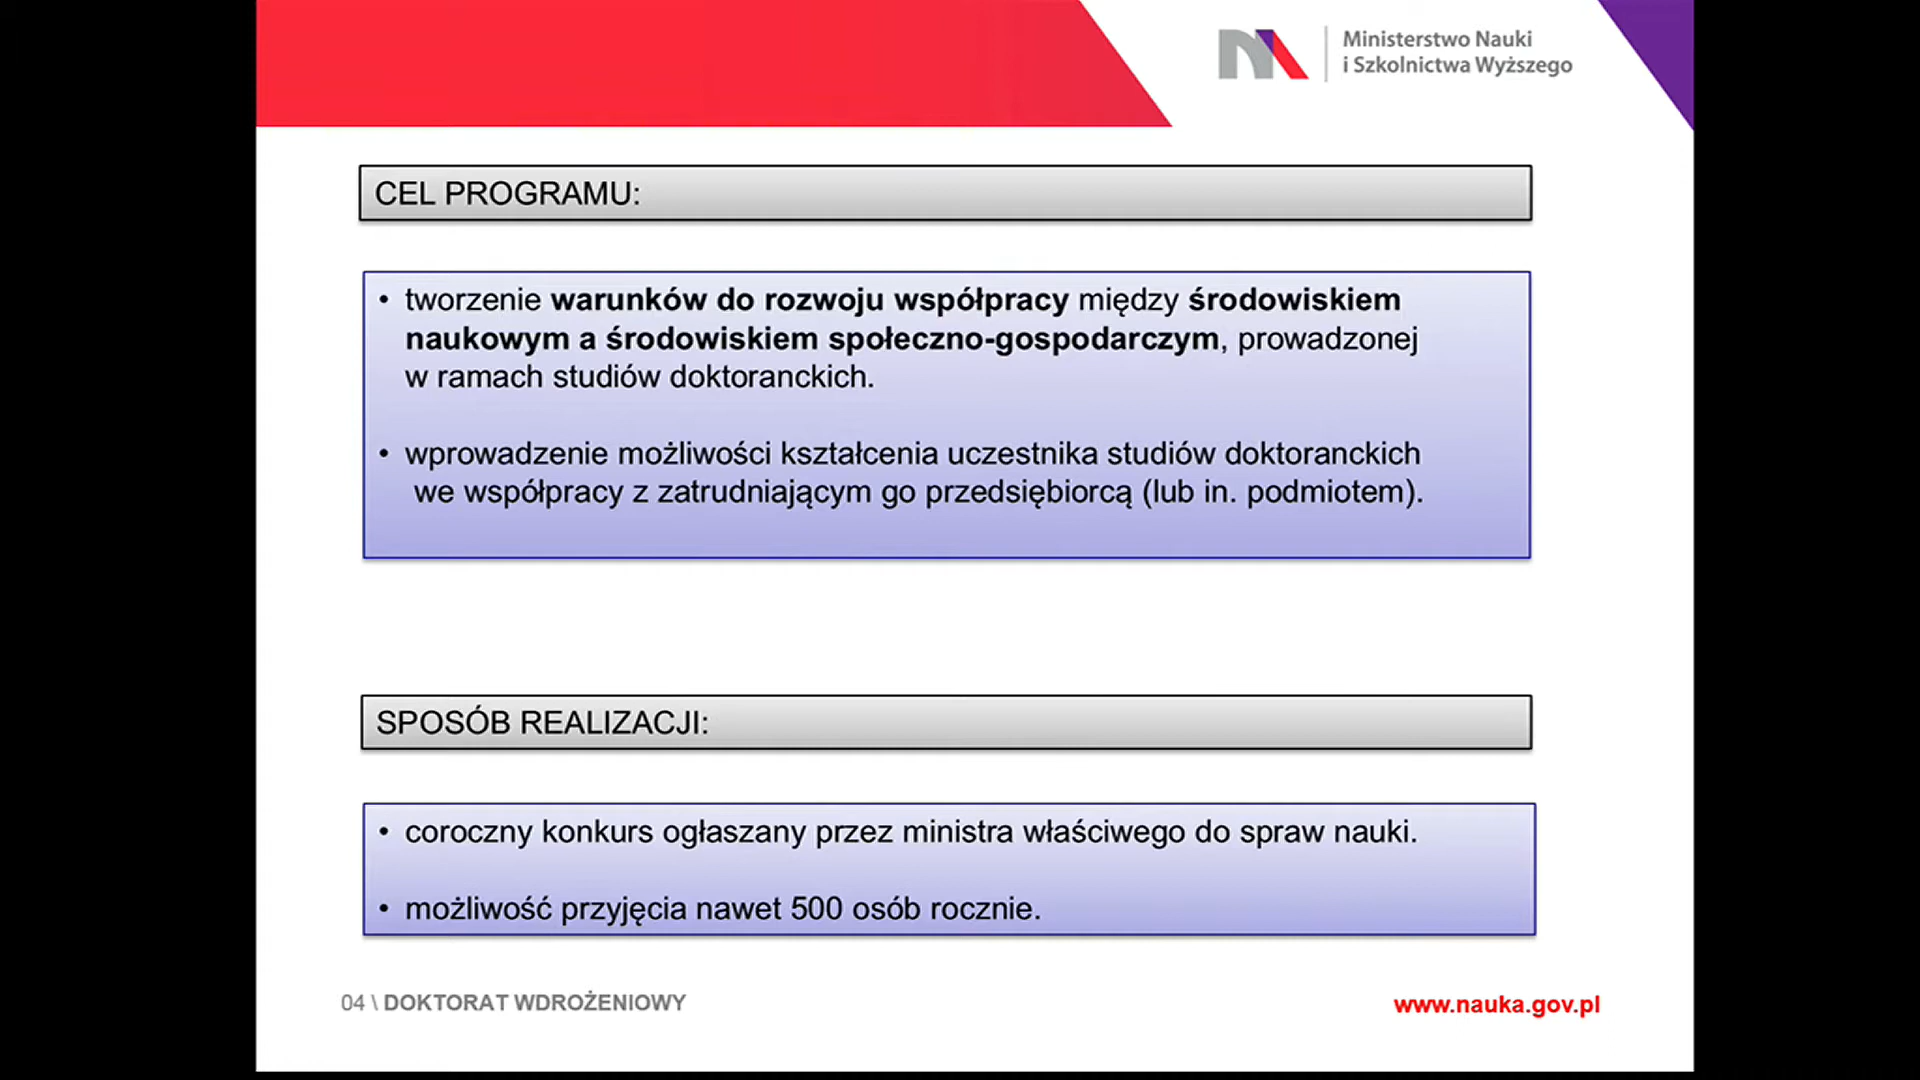 Ministerstwo Nauki
i Szkolnictwa Wyższego
CEL PROGRAMU:
• tworzenie warunków do rozwoju współpracy między środowiskiem
naukowym a środowiskiem społeczno-gospodarczym, prowadzonej
w ramach studiów doktoranckich.
• wprowadzenie możliwości kształcenia uczestnika studiów doktoranckich
we współpracy z zatrudniającym go przedsiębiorcą (lub in. podmiotem).
SPOSÓB REALIZACJI:
• coroczny konkurs ogłaszany przez ministra właściwego do spraw nauki.
• możliwość przyjęcia nawet 500 osób rocznie.
04 \ DOKTORAT WDROŻENIOWY
www.nauka.gov.pl